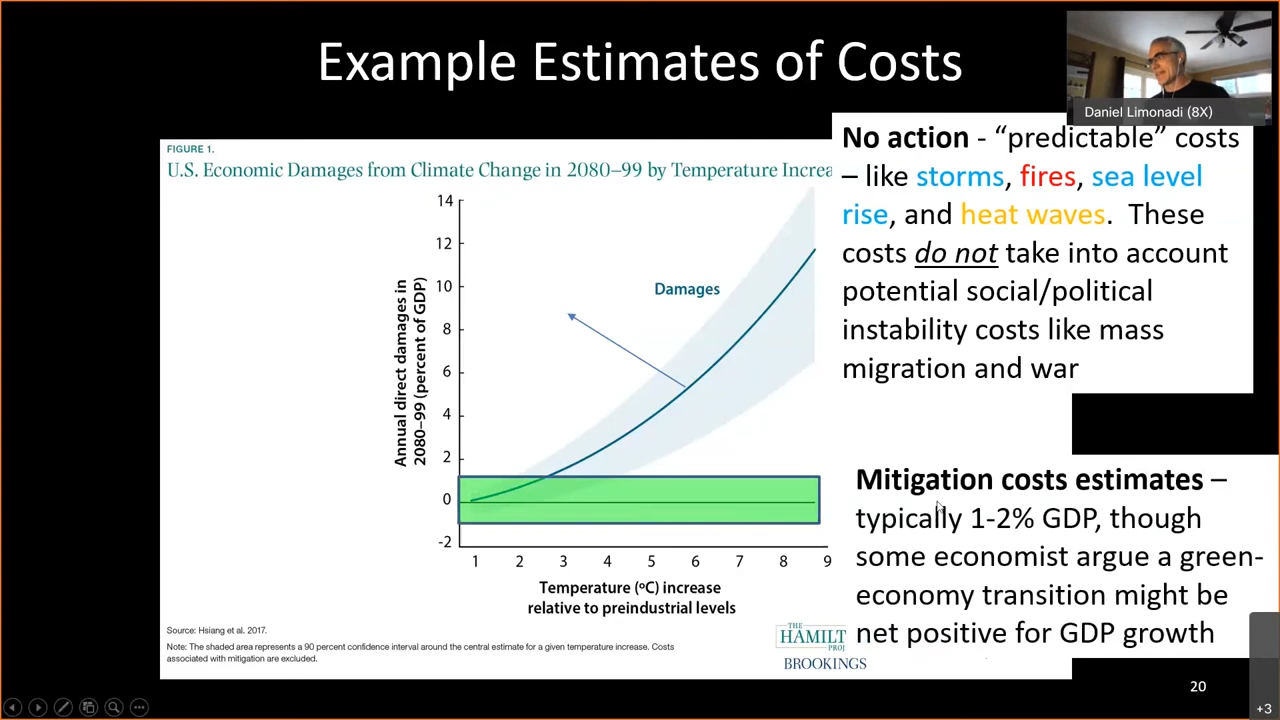 Example Estimates of Costs
Daniel Limonadi (8X)
FIGURE 1.
U.S. Economic Damages from Climate Change in 2080–99 by Temperature Increa
14
12
10
8
6
4
2
0
-2
Annual direct damages in
2080–99 (percent of GDP)
Damages
1 2 3 4 5 6 7 8 9
Temperature (ºC) increase
relative to preindustrial levels
Source: Hsiang et al. 2017.
Note: The shaded area represents a 90 percent confidence interval around the central estimate for a given temperature increase. Costs
associated with mitigation are excluded.
THE
HAMILT
PROJ
BROOKINGS
No action - “predictable” costs
– like storms, fires, sea level
rise, and heat waves. These
costs do not take into account
potential social/political
instability costs like mass
migration and war
Mitigation costs estimates –
typically 1-2% GDP, though
some economist argue a green-
economy transition might be
net positive for GDP growth
20
+3